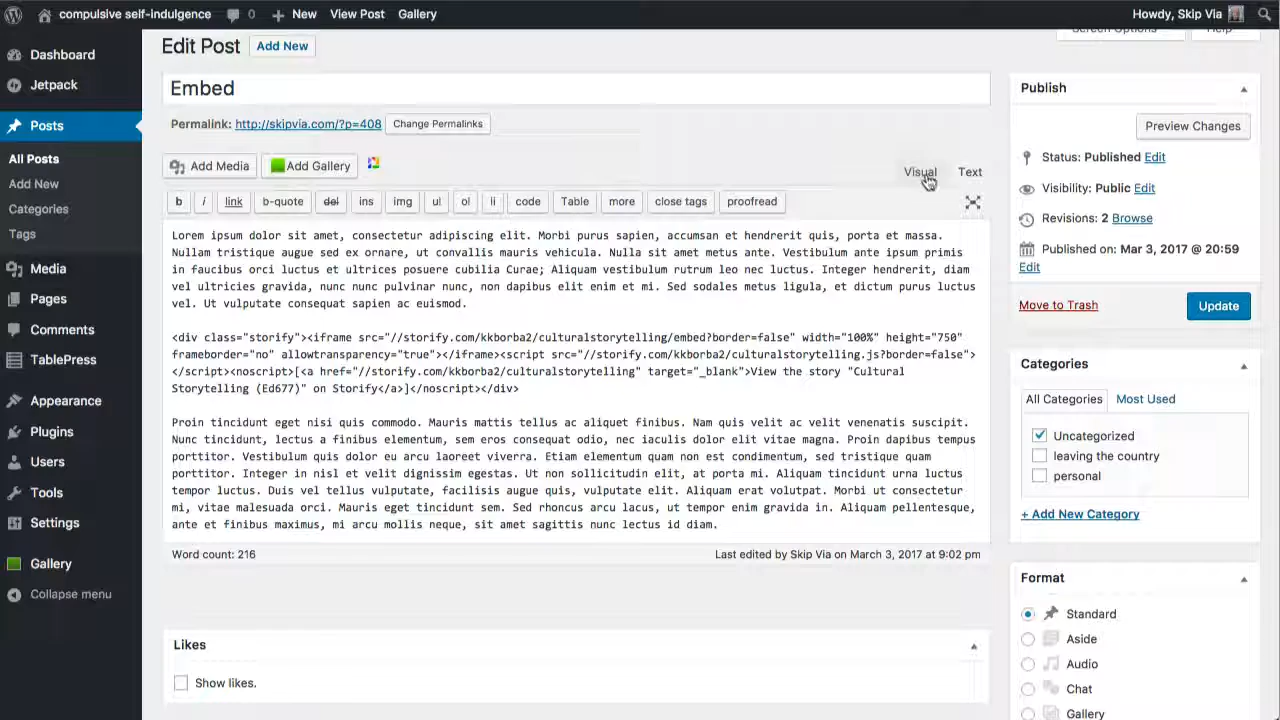 compulsive self-indulgence 0 + New View Post Gallery Howdy, Skip Via
Dashboard
Jetpack
Posts
All Posts
Add New
Categories
Tags
Media
Pages
Comments
TablePress
Appearance
Plugins
Users
Tools
Settings
Gallery
Collapse menu
Screen Options Help
Edit Post Add New
Embed
Permalink: http://skipvia.com/?p=408 Change Permalinks
Add Media Add Gallery
Visual Text
b i link b-quote del ins img ul ol li code Table more close tags proofread
Lorem ipsum dolor sit amet, consectetur adipiscing elit. Morbi purus sapien, accumsan et hendrerit quis, porta et massa.
Nullam tristique augue sed ex ornare, ut convallis mauris vehicula. Nulla sit amet metus ante. Vestibulum ante ipsum primis
in faucibus orci luctus et ultrices posuere cubilia Curae; Aliquam vestibulum rutrum leo nec luctus. Integer hendrerit, diam
vel ultricies gravida, nunc nunc pulvinar nunc, non dapibus elit enim et mi. Sed sodales metus ligula, et dictum purus luctus
vel. Ut vulputate consequat sapien ac euismod.
<div class="storify"><iframe src="//storify.com/kkborba2/culturalstorytelling/embed?border=false" width="100%" height="750"
frameborder="no" allowtransparency="true"></iframe><script src="//storify.com/kkborba2/culturalstorytelling.js?border=false">
</script><noscript>[<a href="//storify.com/kkborba2/culturalstorytelling" target="_blank">View the story "Cultural
Storytelling (Ed677)" on Storify</a>]</noscript></div>
Proin tincidunt eget nisi quis commodo. Mauris mattis tellus ac aliquet finibus. Nam quis velit ac velit venenatis suscipit.
Nunc tincidunt, lectus a finibus elementum, sem eros consequat odio, nec iaculis dolor elit vitae magna. Proin dapibus tempus
porttitor. Vestibulum quis dolor eu arcu laoreet viverra. Etiam elementum quam non est condimentum, sed tristique quam
porttitor. Integer in nisl et velit dignissim egestas. Ut non sollicitudin elit, at porta mi. Aliquam tincidunt urna luctus
tempor luctus. Duis vel tellus vulputate, facilisis augue quis, vulputate elit. Aliquam erat volutpat. Morbi ut consectetur
mi, vitae malesuada orci. Mauris eget tincidunt sem. Sed rhoncus arcu lacus, ut tempor enim gravida in. Aliquam pellentesque,
ante et finibus maximus, mi arcu mollis neque, sit amet sagittis nunc lectus id diam.
Word count: 216 Last edited by Skip Via on March 3, 2017 at 9:02 pm
Likes
Show likes.
Publish
Preview Changes
Status: Published Edit
Visibility: Public Edit
Revisions: 2 Browse
Published on: Mar 3, 2017 @ 20:59
Edit
Move to Trash Update
Categories
All Categories Most Used
Uncategorized
leaving the country
personal
+ Add New Category
Format
Standard
Aside
Audio
Chat
Gallery